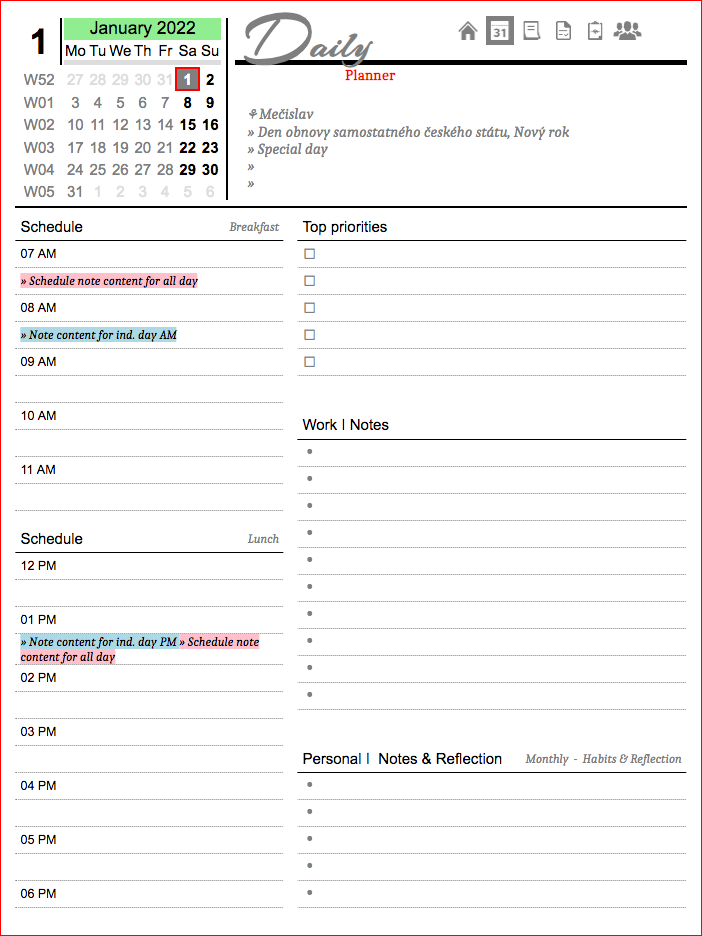 1
January 2022
Mo Tu We Th Fr Sa Su
W52 27 28 29 30 31 1 2
W01 3 4 5 6 7 8 9
W02 10 11 12 13 14 15 16
W03 17 18 19 20 21 22 23
W04 24 25 26 27 28 29 30
W05 31 1 2 3 4 5 6
Daily
Planner
31
⚘ Mečislav
» Den obnovy samostatného českého státu, Nový rok
» Special day
»
»
Schedule Breakfast
07 AM
» Schedule note content for all day
08 AM
» Note content for ind. day AM
09 AM
10 AM
11 AM
Schedule Lunch
12 PM
01 PM
» Note content for ind. day PM » Schedule note
content for all day
02 PM
03 PM
04 PM
05 PM
06 PM
Top priorities
Work | Notes
Personal | Notes & Reflection Monthly - Habits & Reflection